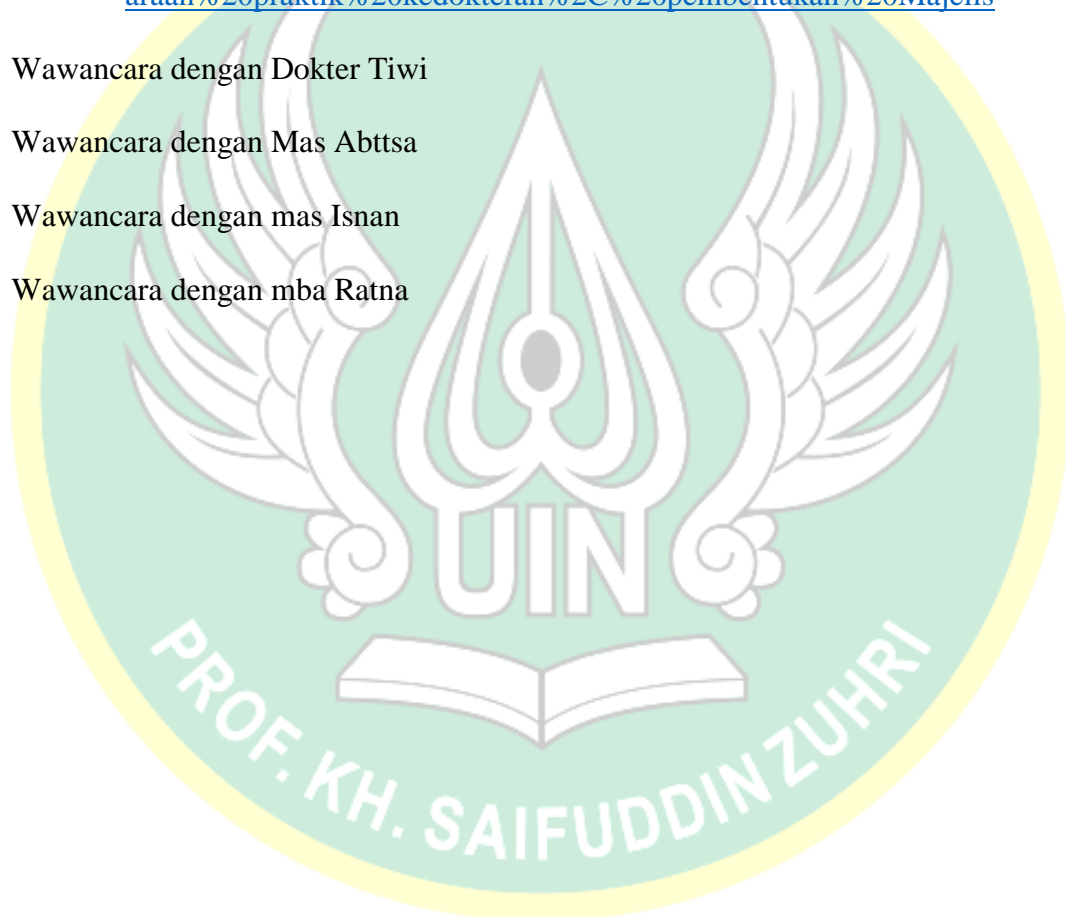 araan%20praktik%20kedokteran%2C%20pembentukan%20Majelis
Wawancara dengan Dokter Tiwi
Wawancara dengan Mas Abttsa
Wawancara dengan mas Isnan
Wawancara dengan mba Ratna
UIN
PROF. KH. SAIFUDDIN ZUHRI